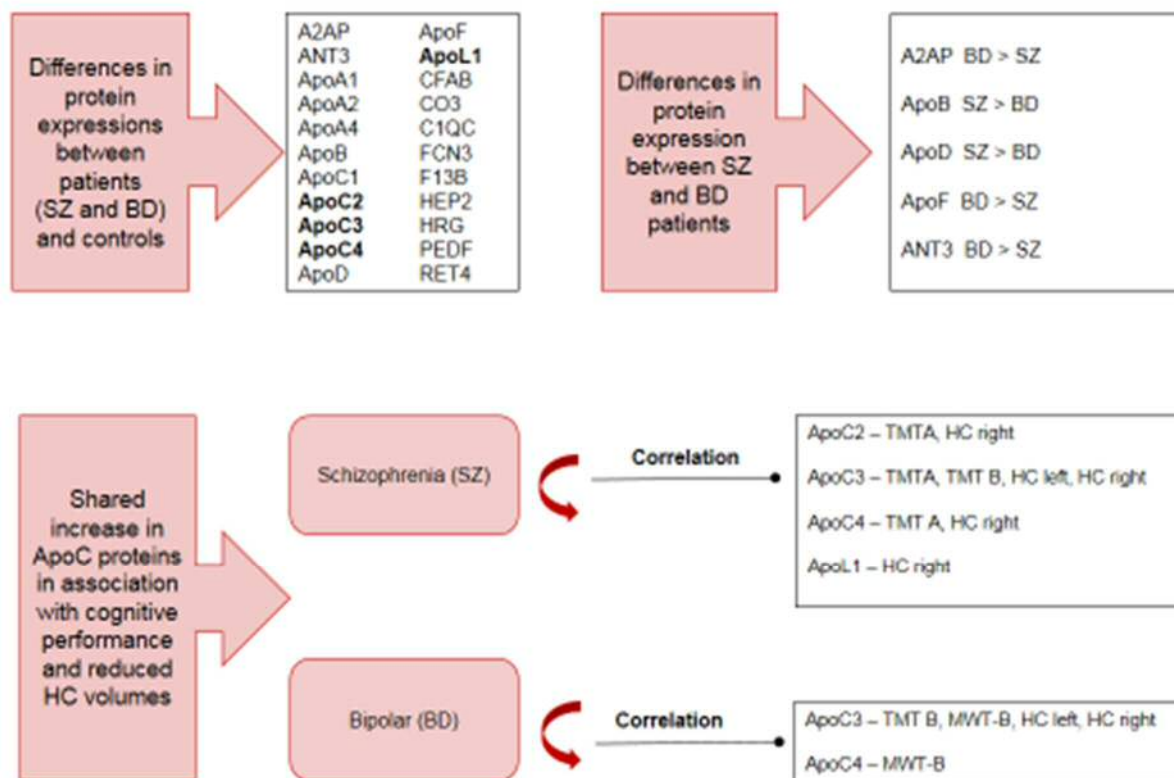 Differences in
protein
expressions
between
patients
(SZ and BD)
and controls
A2AP
ANT3
ApoA1
ApoA2
ApoA4
ApoB
ApoC1
ApoC2
ApoC3
ApoC4
ApoD
ApoF
ApoL1
CFAB
CO3
C1QC
FCN3
F13B
HEP2
HRG
PEDF
RET4
Differences in
protein
expression
between SZ
and BD
patients
A2AP BD > SZ
ApoB SZ > BD
ApoD SZ > BD
ApoF BD > SZ
ANT3 BD > SZ
Shared
increase in
ApoC proteins
in association
with cognitive
performance
and reduced
HC volumes
Schizophrenia (SZ)
Correlation
ApoC2 – TMTA, HC right
ApoC3 – TMTA, TMT B, HC left, HC right
ApoC4 – TMT A, HC right
ApoL1 – HC right
Bipolar (BD)
Correlation
ApoC3 – TMT B, MWT-B, HC left, HC right
ApoC4 – MWT-B